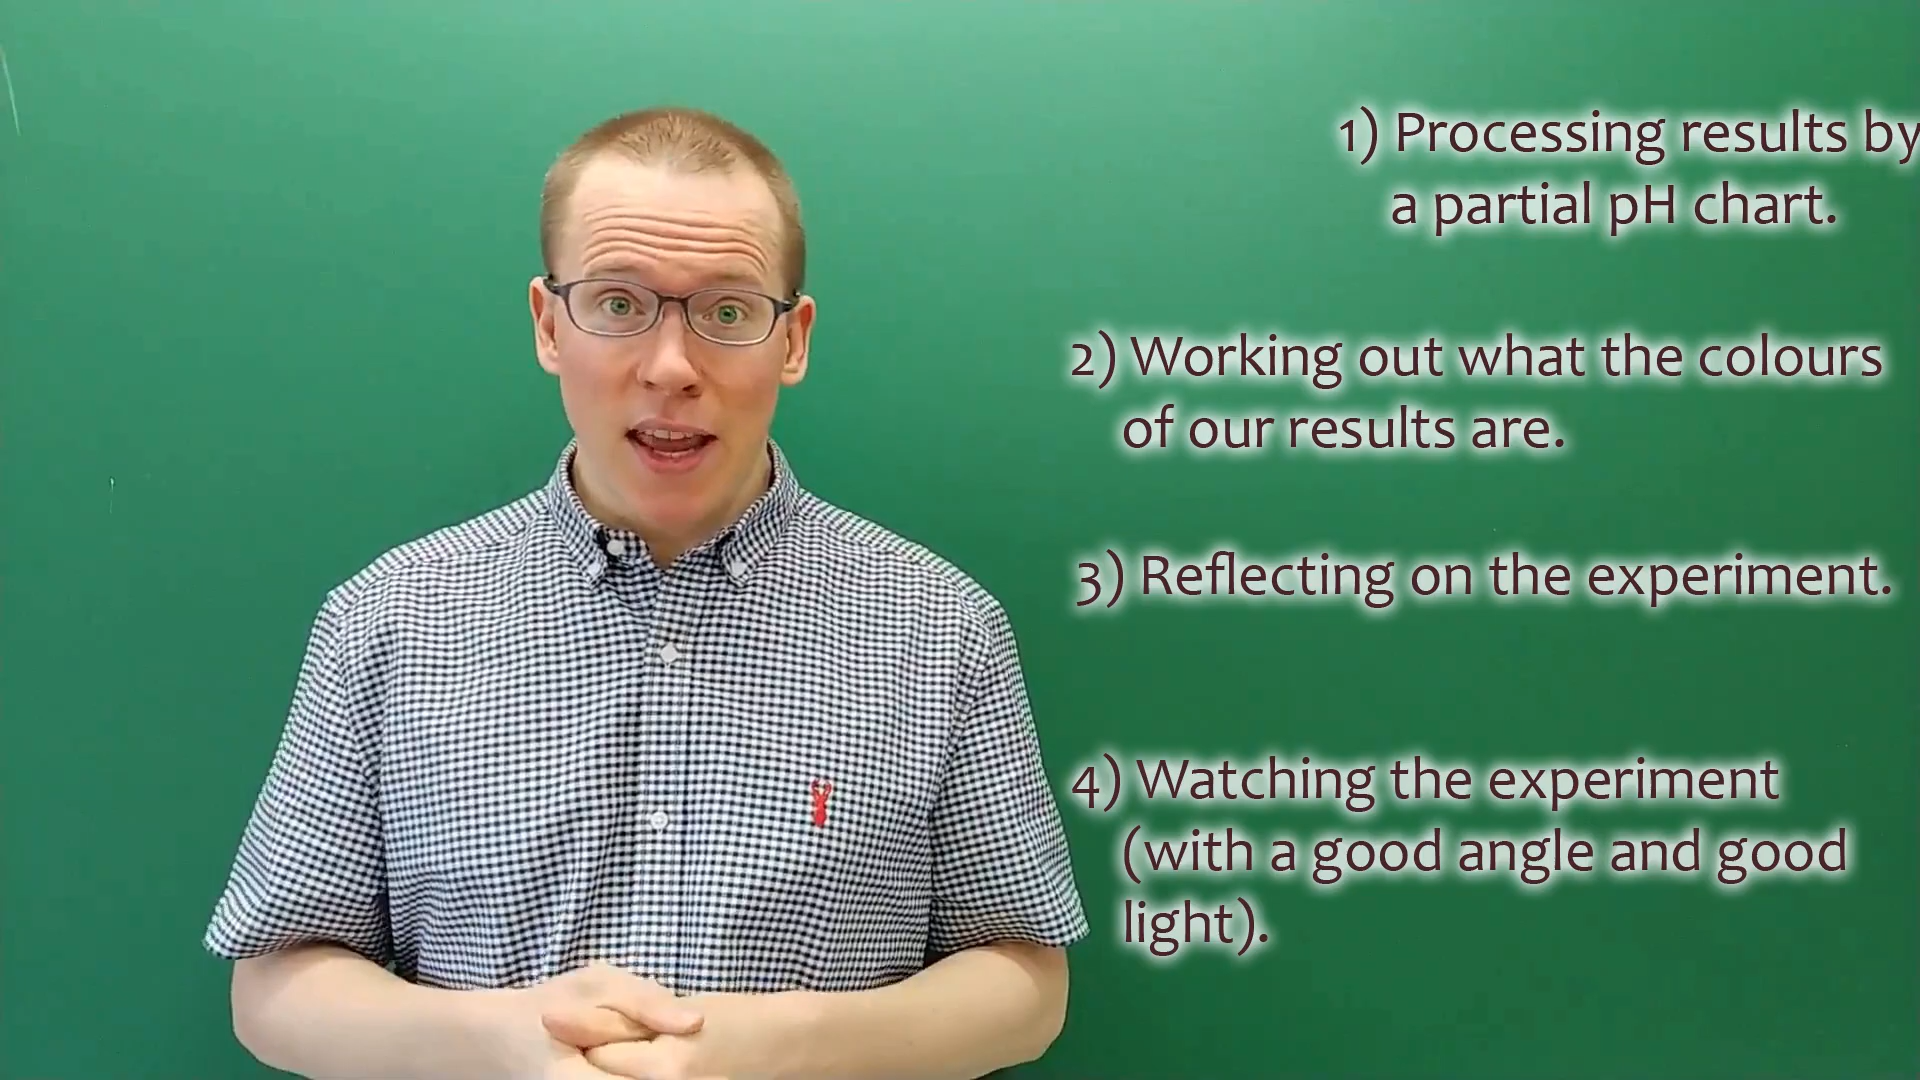 1) Processing results by
a partial pH chart.
2) Working out what the colours
of our results are.
3) Reflecting on the experiment.
4) Watching the experiment
(with a good angle and good
light).